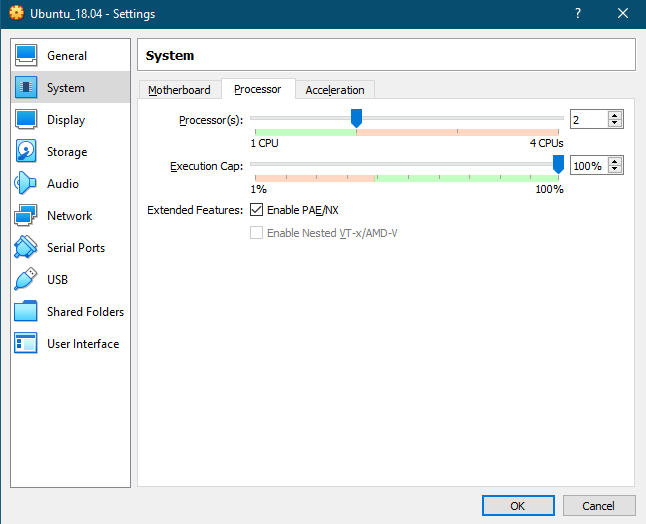 Ubuntu_18.04 - Settings
?
General
System
Display
Storage
Audio
Network
Serial Ports
USB
Shared Folders
User Interface
System
Motherboard Processor Acceleration
Processor(s): 2
1 CPU 4 CPUs
Execution Cap: 100%
1% 100%
Extended Features: Enable PAE/NX
Enable Nested VT-x/AMD-V
OK Cancel